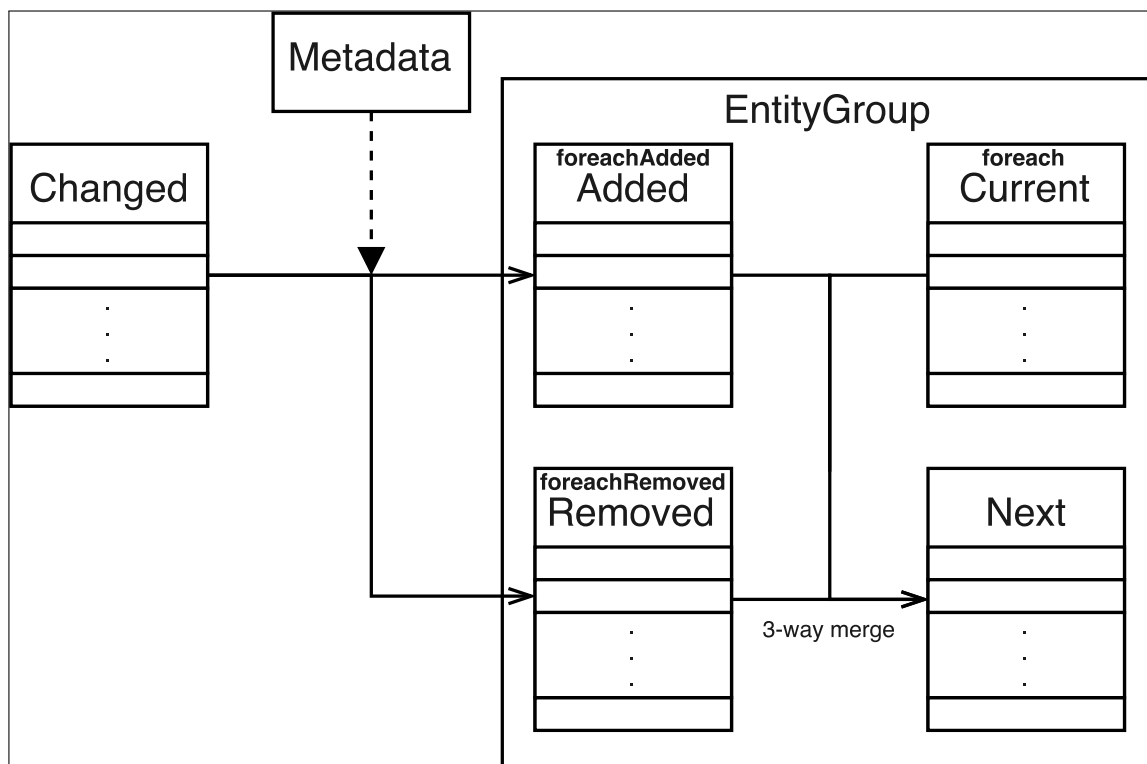 Metadata
EntityGroup
Changed
foreachAdded
Added
foreach
Current
foreachRemoved
Removed
Next
3-way merge